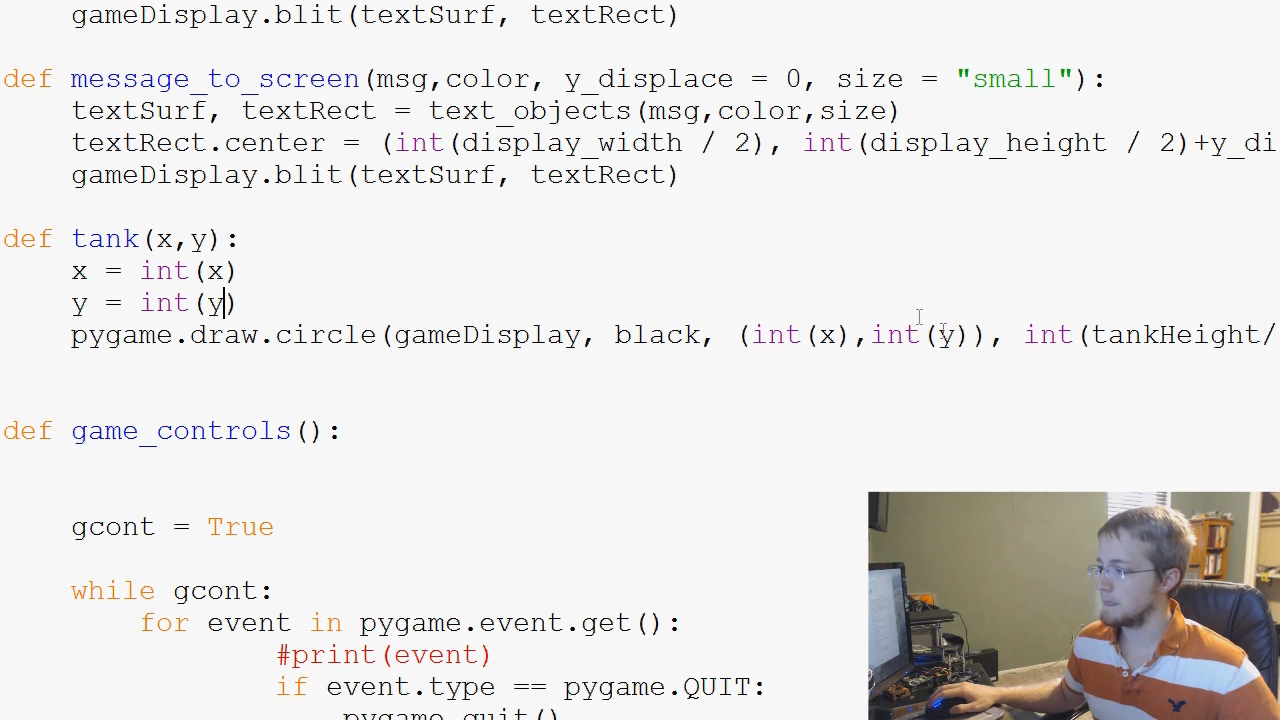 gameDisplay.blit(textSurf, textRect)
def message_to_screen(msg,color, y_displace = 0, size = "small"):
textSurf, textRect = text_objects(msg,color,size)
textRect.center = (int(display_width / 2), int(display_height / 2)+y_di
gameDisplay.blit(textSurf, textRect)
def tank(x,y):
x = int(x)
y = int(y)
pygame.draw.circle(gameDisplay, black, (int(x),int(y)), int(tankHeight/
def game_controls():
gcont = True
while gcont:
for event in pygame.event.get():
#print(event)
if event.type == pygame.QUIT:
pygame.quit()